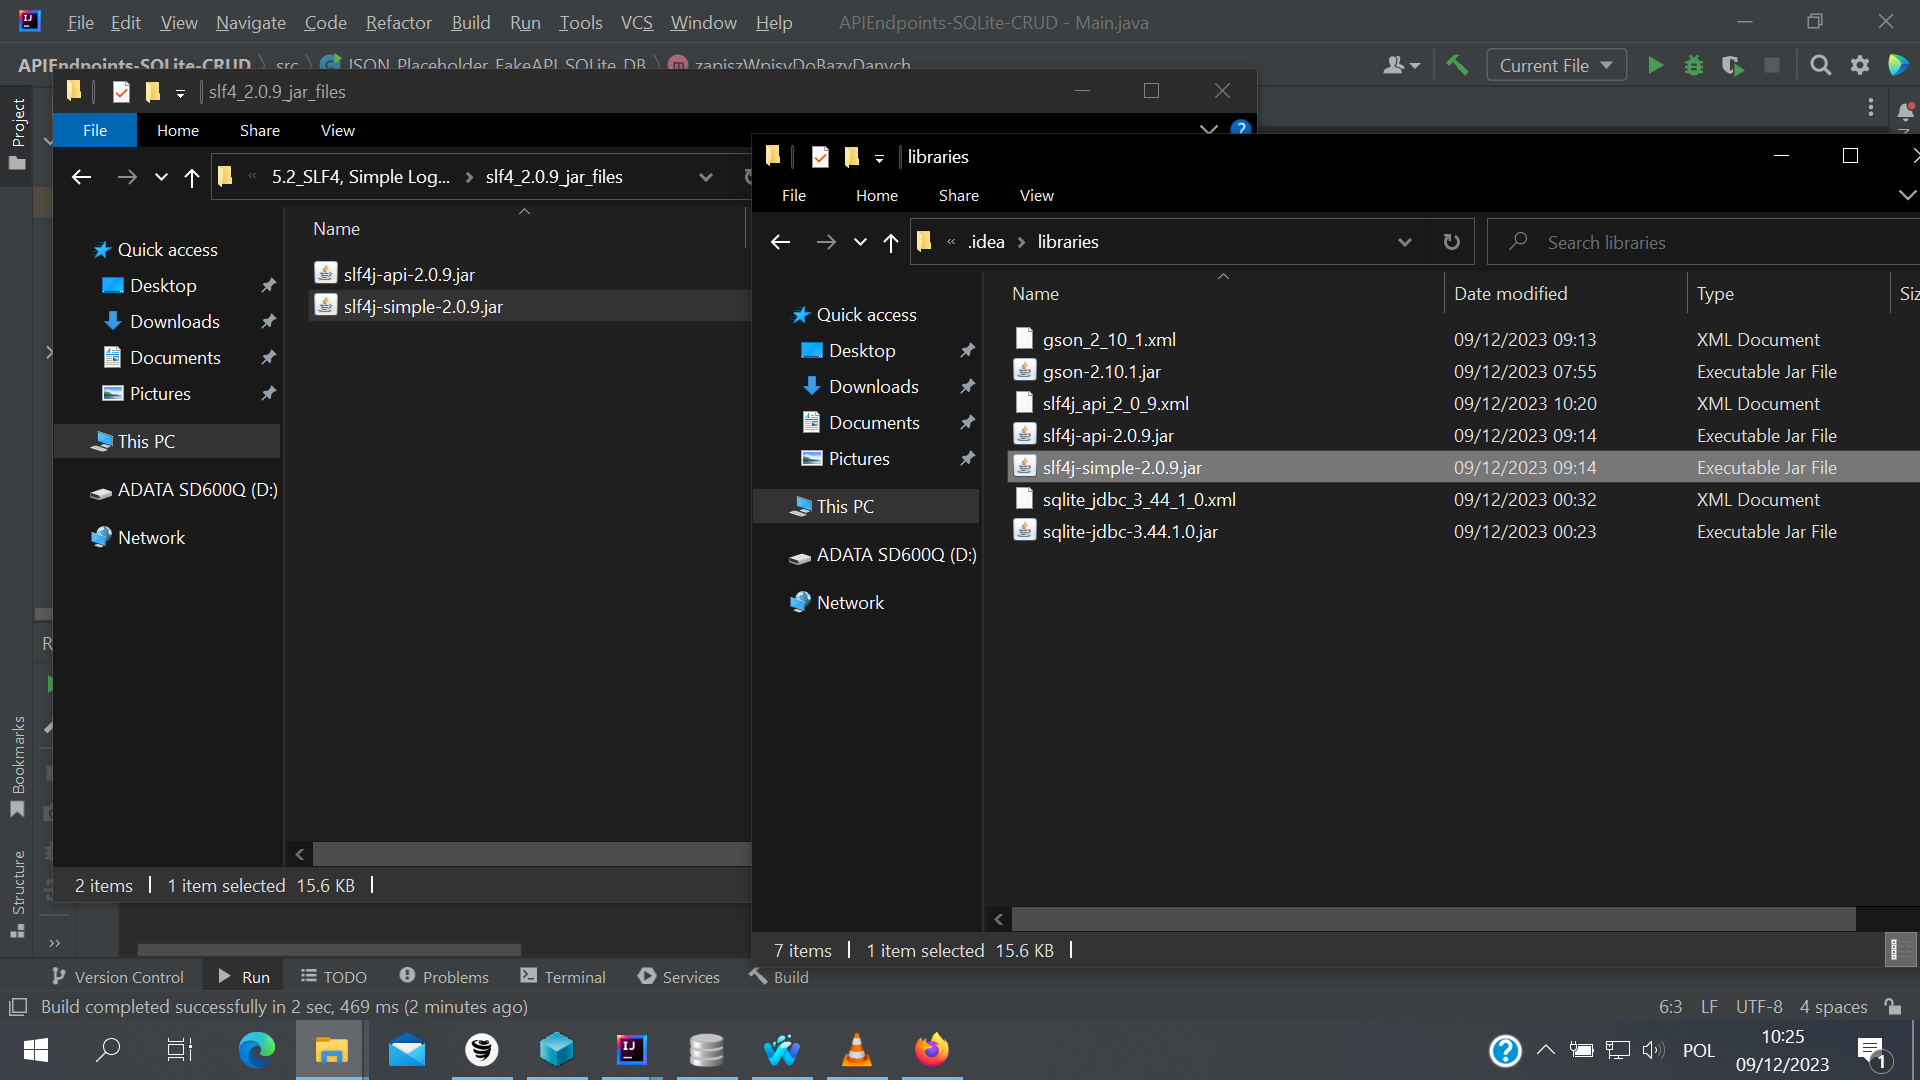 File Edit View Navigate Code Refactor Build Run Tools VCS Window Help APIEndpoints-SQLite-CRUD - Main.java
APIEndpoints-SQLite-CRUD src JSON_Placeholder_FakeAPI_SQLite_DB m zapiszWpisyDoBazyDanych Current File
Project
slf4_2.0.9_jar_files
File Home Share View
5.2_SLF4, Simple Log... slf4_2.0.9_jar_files
Name
Quick access
Desktop
Downloads
Documents
Pictures
This PC
ADATA SD600Q (D:)
Network
slf4j-api-2.0.9.jar
slf4j-simple-2.0.9.jar
2 items 1 item selected 15.6 KB
libraries
File Home Share View
.idea libraries Search libraries
Quick access
Desktop
Downloads
Documents
Pictures
This PC
ADATA SD600Q (D:)
Network
Name Date modified Type Siz
gson_2_10_1.xml 09/12/2023 09:13 XML Document
gson-2.10.1.jar 09/12/2023 07:55 Executable Jar File
slf4j_api_2_0_9.xml 09/12/2023 10:20 XML Document
slf4j-api-2.0.9.jar 09/12/2023 09:14 Executable Jar File
slf4j-simple-2.0.9.jar 09/12/2023 09:14 Executable Jar File
sqlite_jdbc_3_44_1_0.xml 09/12/2023 00:32 XML Document
sqlite-jdbc-3.44.1.0.jar 09/12/2023 00:23 Executable Jar File
7 items 1 item selected 15.6 KB
Bookmarks
Structure
Version Control Run TODO Problems Terminal Services Build
Build completed successfully in 2 sec, 469 ms (2 minutes ago) 6:3 LF UTF-8 4 spaces
POL 10:25
09/12/2023
1